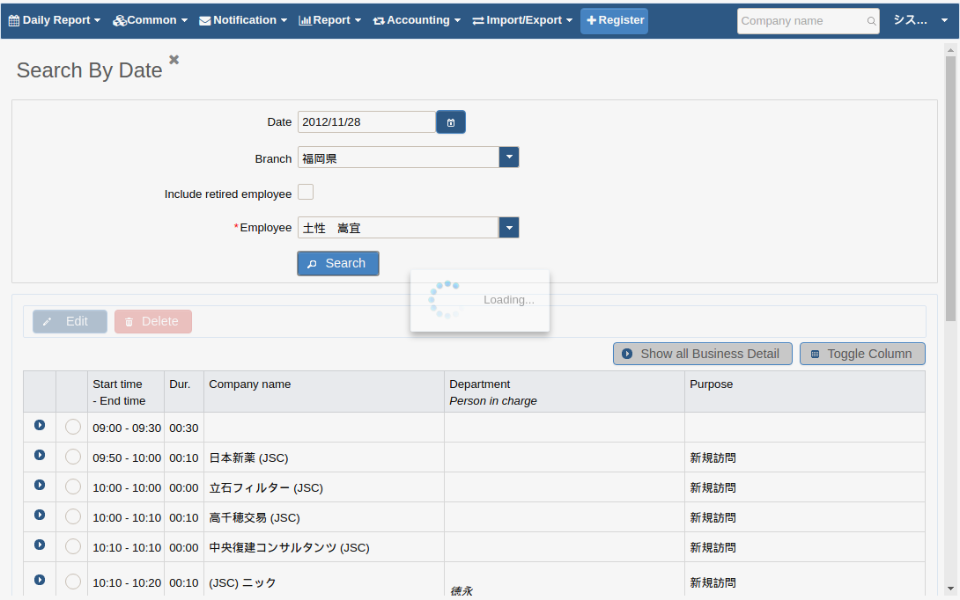 Daily Report Common Notification Report Accounting Import/Export Register Company name シス...
Search By Date
Date 2012/11/28
Branch 福岡県
Include retired employee
*Employee 土性 嵩宜
Search
Loading...
Edit Delete
Show all Business Detail Toggle Column
Start time - End time Dur. Company name Department Person in charge Purpose
09:00 - 09:30 00:30
09:50 - 10:00 00:10 日本新薬 (JSC) 新規訪問
10:00 - 10:00 00:00 立石フィルター (JSC) 新規訪問
10:00 - 10:10 00:10 高千穂交易 (JSC) 新規訪問
10:10 - 10:10 00:00 中央復建コンサルタンツ (JSC) 新規訪問
10:10 - 10:20 00:10 (JSC) ニック 徳永 新規訪問